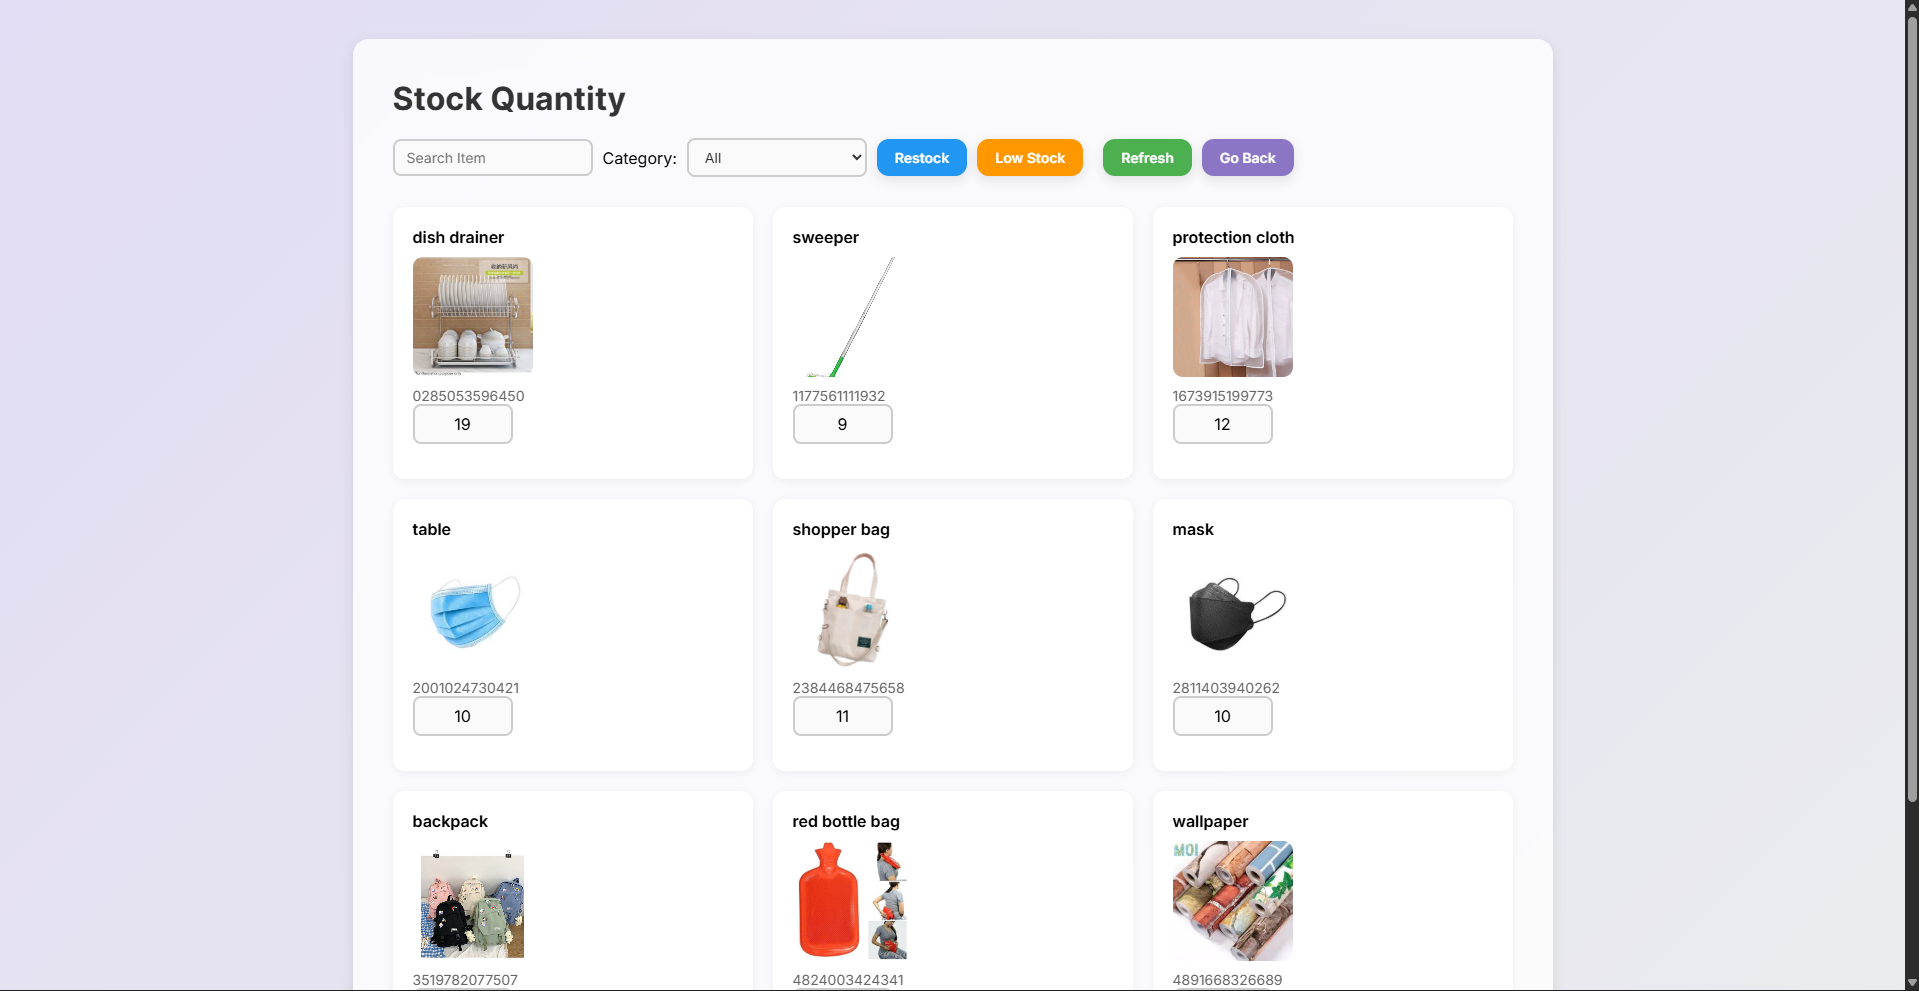 Stock Quantity
Search Item
Category:
All
Restock
Low Stock
Refresh
Go Back
dish drainer
sweeper
protection cloth
0285053596450
1177561111932
1673915199773
19
9
12
table
shopper bag
mask
2001024730421
2384468475658
2811403940262
10
11
10
backpack
red bottle bag
wallpaper
MOI
3519782077507
4824003424341
4891668326689